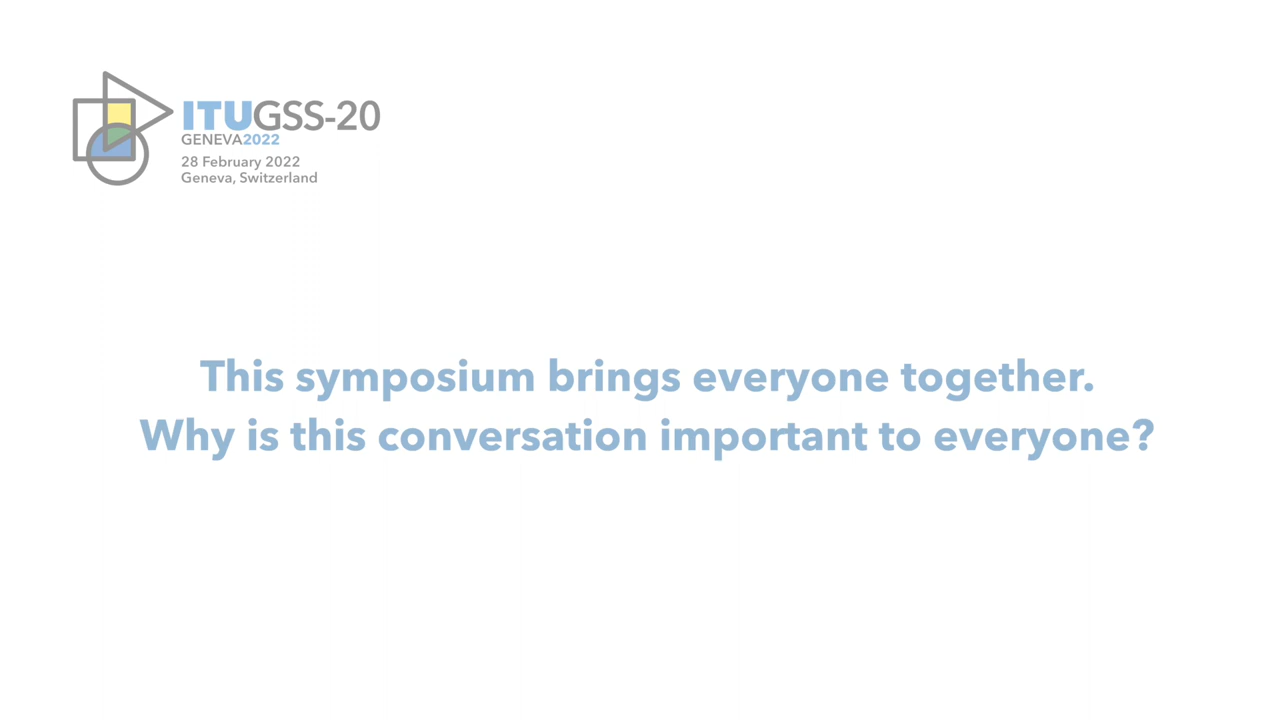 ITUGSS-20
GENEVA2022
28 February 2022
Geneva, Switzerland
This symposium brings everyone together.
Why is this conversation important to everyone?